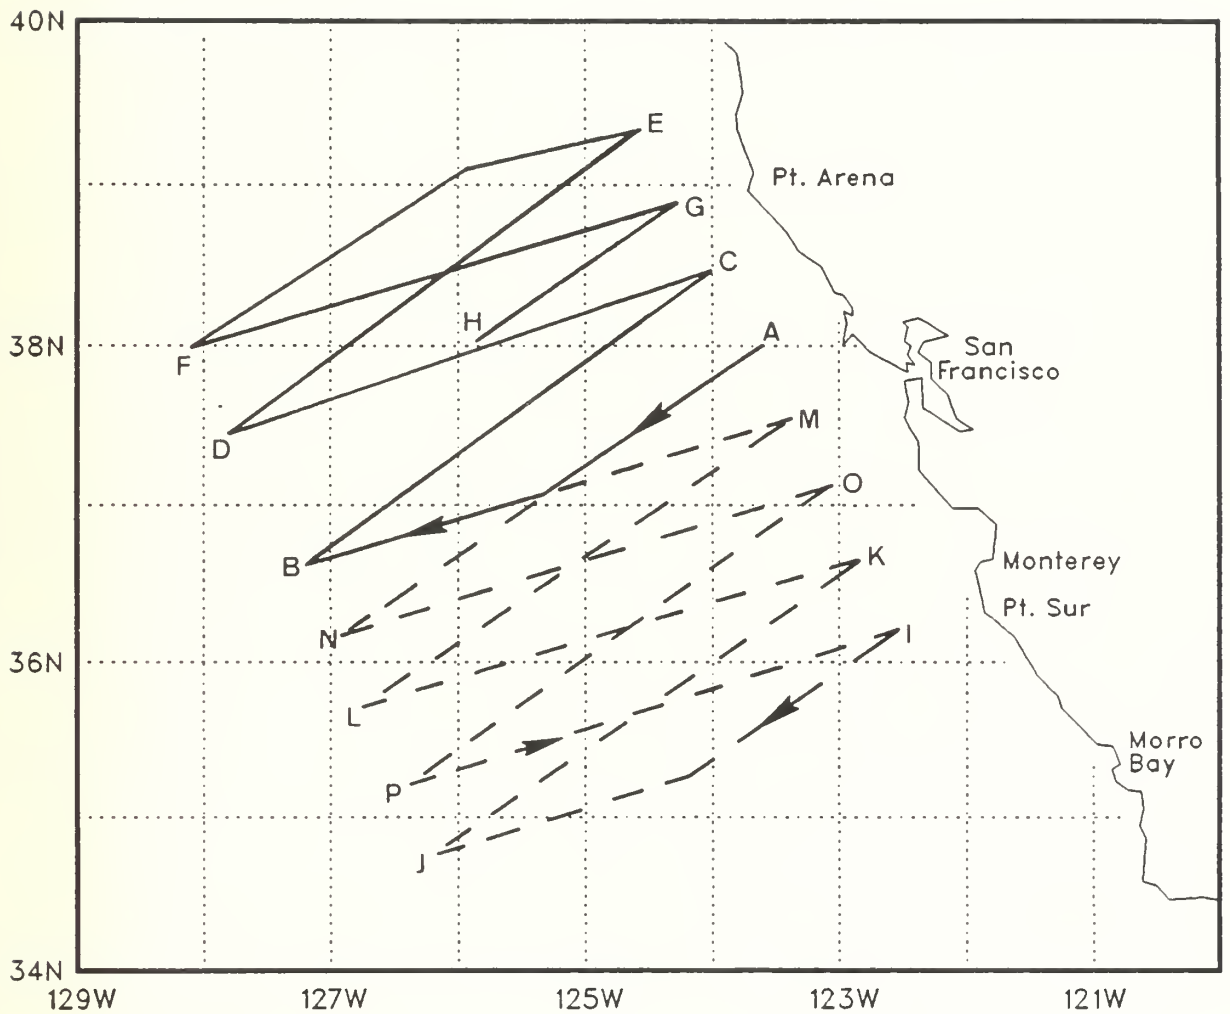 40N
E
Pt. Arena
G
C
H
A
38N
F
San
Francisco
M
D
O
B
K
Monterey
Pt. Sur
N
I
36N
L
Morro
Bay
P
J
34N
129W 127W 125W 123W 121W